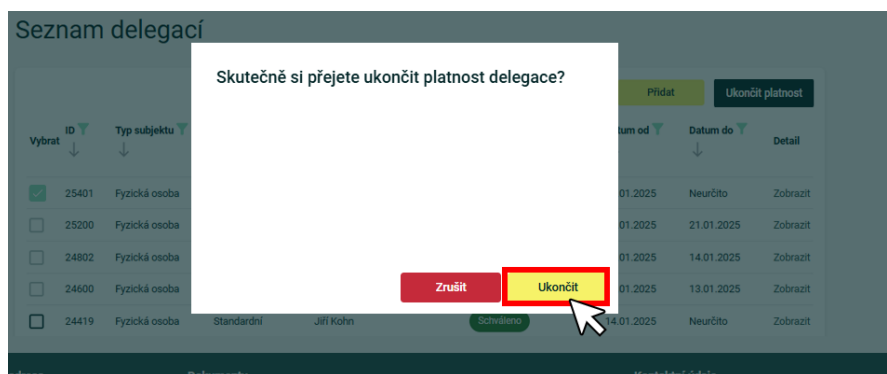 Seznam delegací
Skutečně si přejete ukončit platnost delegace?
Přidat
Ukončit platnost
Vybrat ID Typ subjektu tum od Datum do Detail
25401 Fyzická osoba 01.2025 Neurčito Zobrazit
25200 Fyzická osoba 01.2025 21.01.2025 Zobrazit
24802 Fyzická osoba 01.2025 14.01.2025 Zobrazit
24600 Fyzická osoba 01.2025 13.01.2025 Zobrazit
Zrušit Ukončit
24419 Fyzická osoba Standardní Jiří Kohn Schváleno 14.01.2025 Neurčito Zobrazit